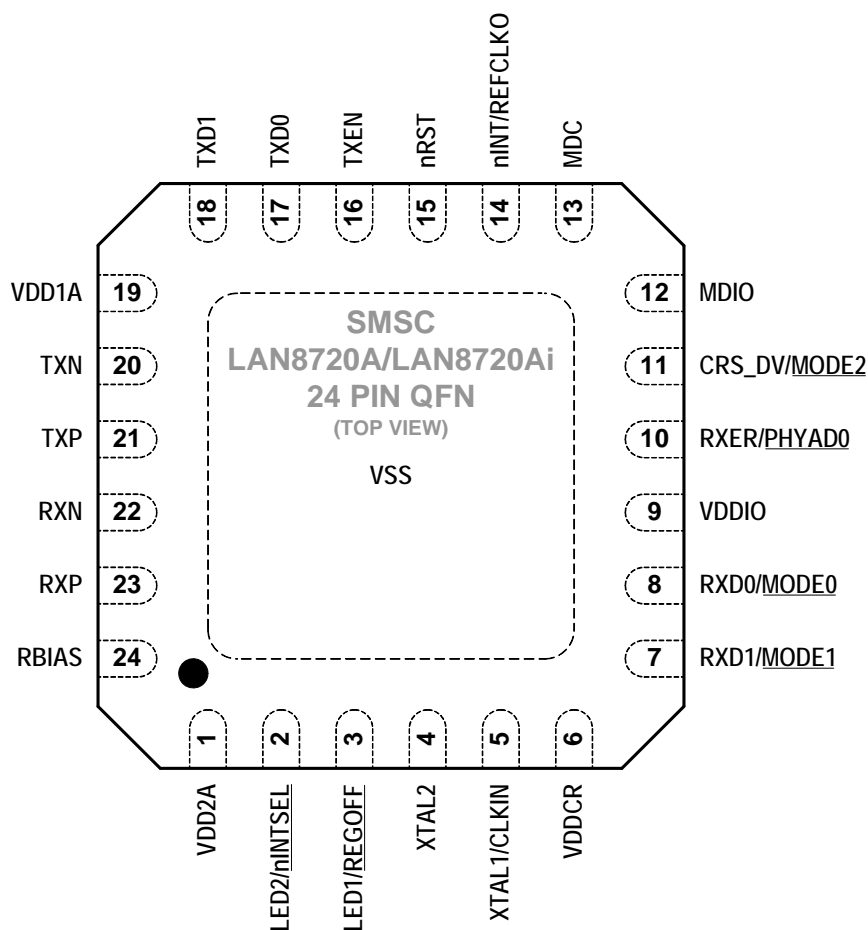 TXD1
TXD0
TXEN
nRST
nINT/REFCLKO
MDC
18
17
16
15
14
13
VDD1A 19
TXN 20
TXP 21
RXN 22
RXP 23
RBIAS 24
SMSC
LAN8720A/LAN8720Ai
24 PIN QFN
(TOP VIEW)
VSS
12 MDIO
11 CRS_DV/MODE2
10 RXER/PHYAD0
9 VDDIO
8 RXD0/MODE0
7 RXD1/MODE1
1
2
3
4
5
6
VDD2A
LED2/nINTSEL
LED1/REGOFF
XTAL2
XTAL1/CLKIN
VDDCR